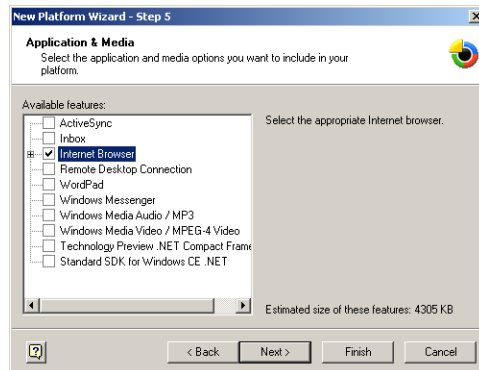 New Platform Wizard - Step 5
Application & Media
Select the application and media options you want to include in your
platform.
Available features:
ActiveSync
Inbox
Internet Browser
Remote Desktop Connection
WordPad
Windows Messenger
Windows Media Audio / MP3
Windows Media Video / MPEG-4 Video
Technology Preview .NET Compact Frame
Standard SDK for Windows CE .NET
Select the appropriate Internet browser.
Estimated size of these features: 4305 KB
< Back
Next >
Finish
Cancel